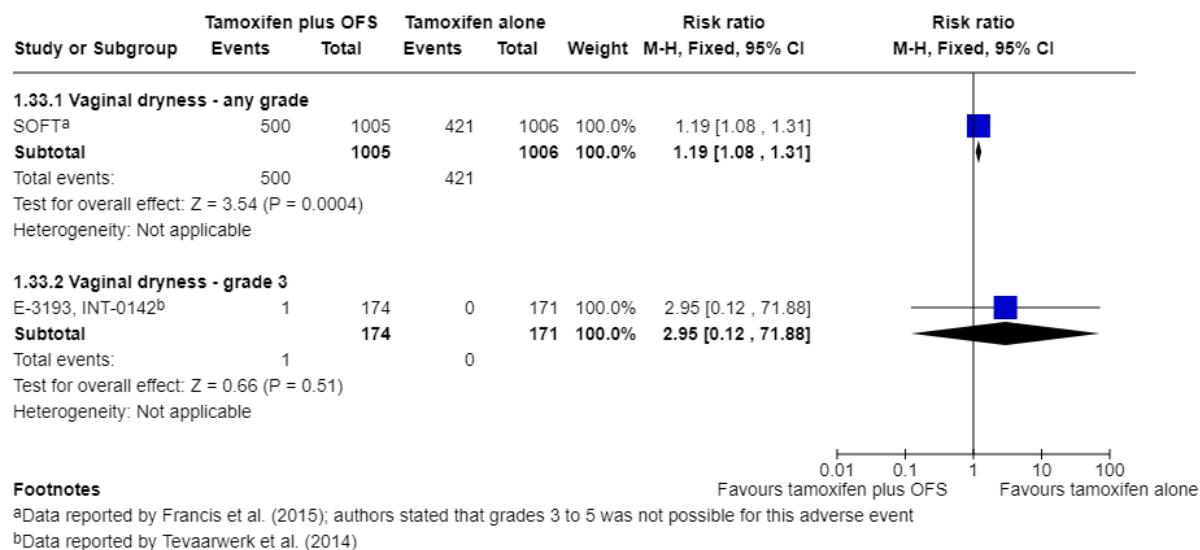 Tamoxifen plus OFS Tamoxifen alone Risk ratio Risk ratio
Study or Subgroup Events Total Events Total Weight M-H, Fixed, 95% CI M-H, Fixed, 95% CI
1.33.1 Vaginal dryness - any grade
SOFTa 500 1005 421 1006 100.0% 1.19 [1.08 , 1.31]
Subtotal 1005 1006 100.0% 1.19 [1.08 , 1.31]
Total events: 500 421
Test for overall effect: Z = 3.54 (P = 0.0004)
Heterogeneity: Not applicable
1.33.2 Vaginal dryness - grade 3
E-3193, INT-0142b 1 174 0 171 100.0% 2.95 [0.12 , 71.88]
Subtotal 174 171 100.0% 2.95 [0.12 , 71.88]
Total events: 1 0
Test for overall effect: Z = 0.66 (P = 0.51)
Heterogeneity: Not applicable
0.01 0.1 1 10 100
Footnotes Favours tamoxifen plus OFS Favours tamoxifen alone
aData reported by Francis et al. (2015); authors stated that grades 3 to 5 was not possible for this adverse event
bData reported by Tevaarwerk et al. (2014)